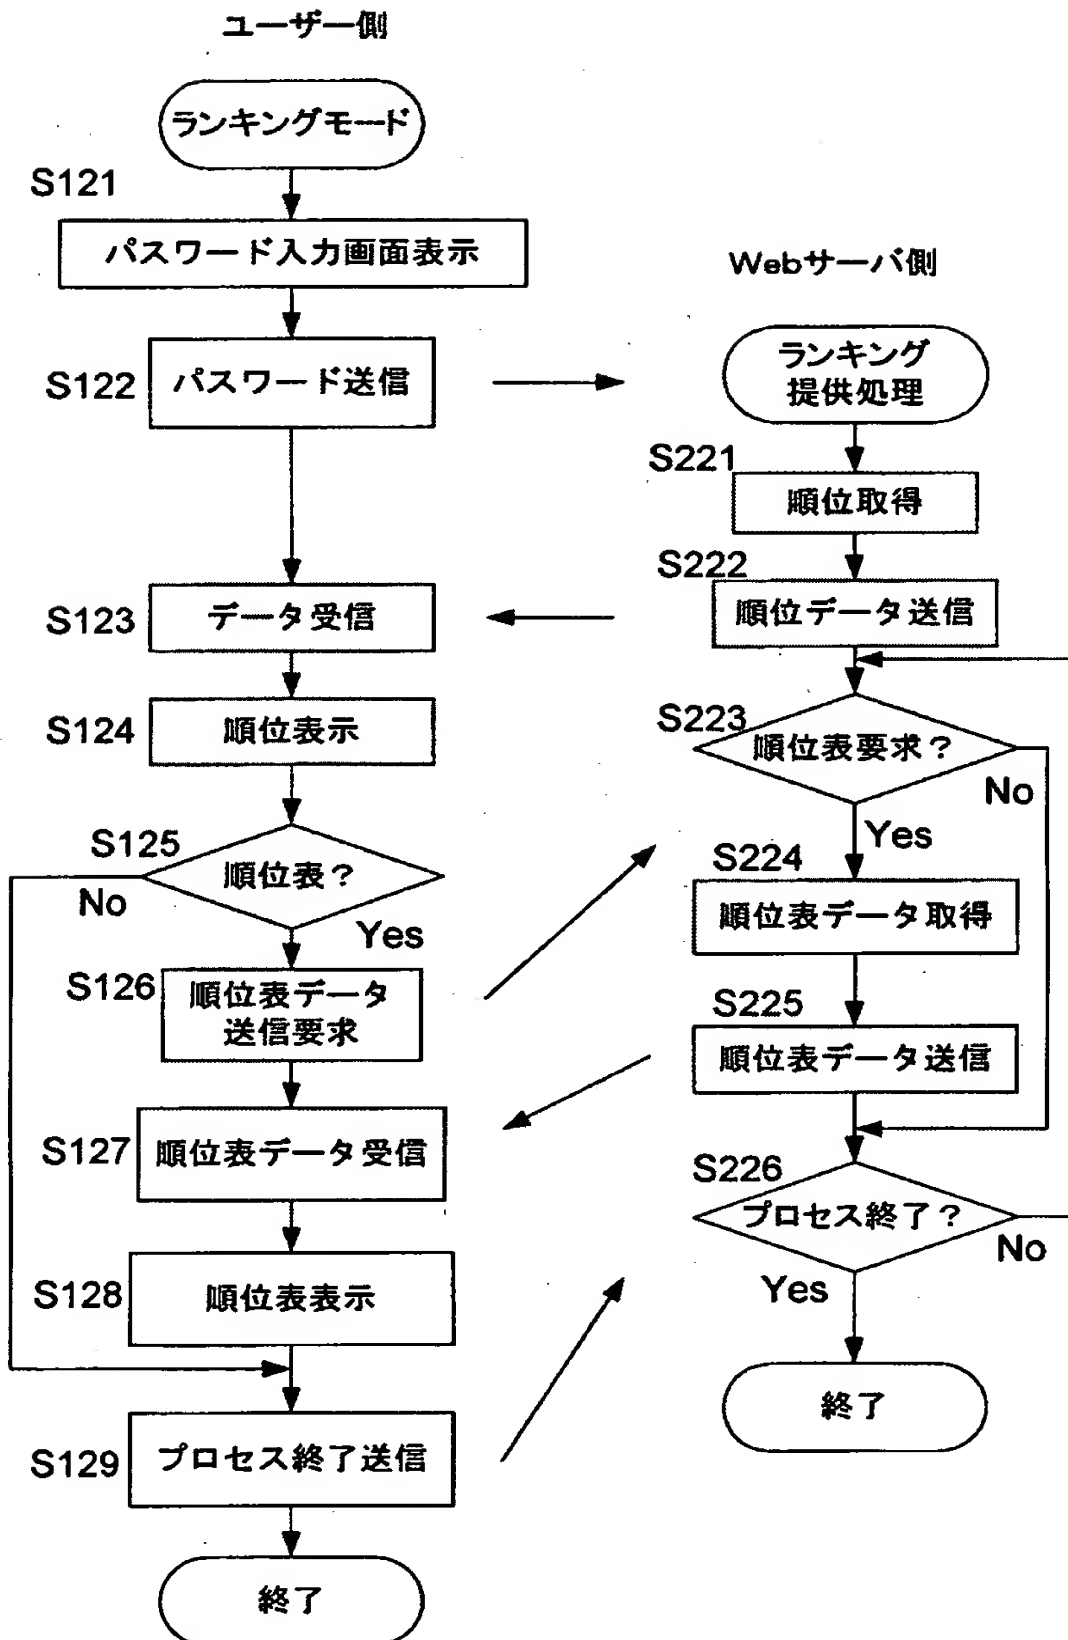 ユーザー側
ランキングモード
S121
パスワード入力画面表示
S122
パスワード送信
S123
データ受信
S124
順位表示
S125
順位表?
No
Yes
S126
順位表データ
送信要求
S127
順位表データ受信
S128
順位表表示
S129
プロセス終了送信
終了
Webサーバ側
ランキング
提供処理
S221
順位取得
S222
順位データ送信
S223
順位表要求?
No
Yes
S224
順位表データ取得
S225
順位表データ送信
S226
プロセス終了?
No
Yes
終了